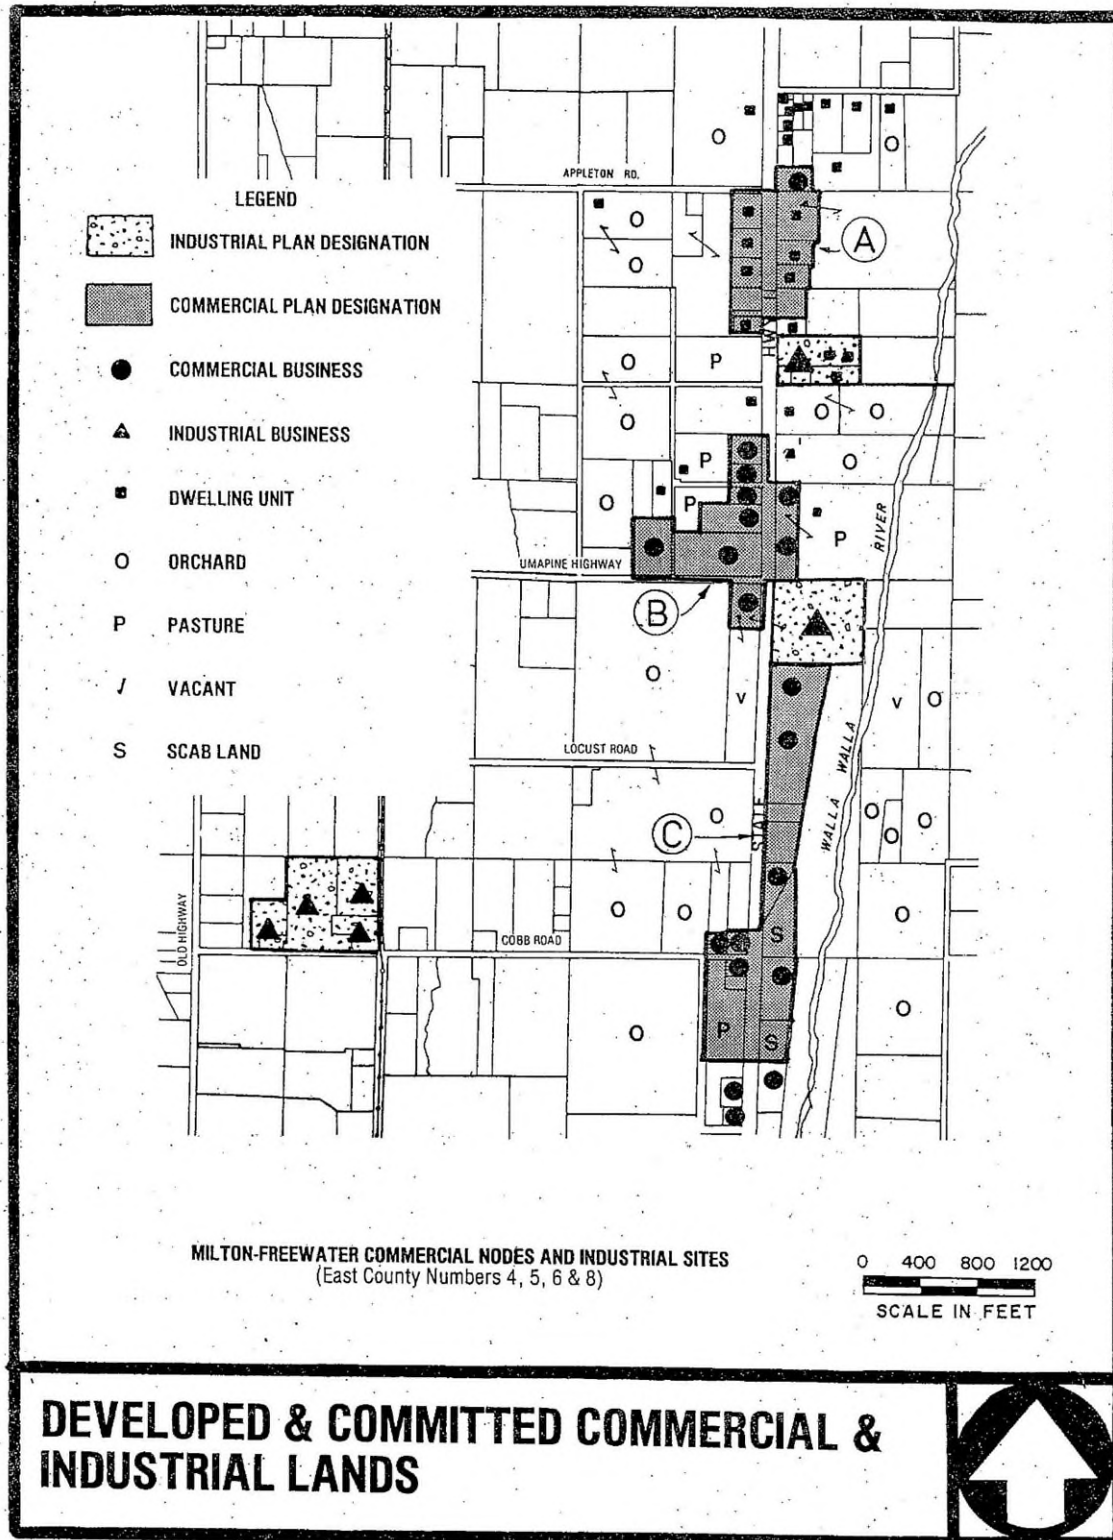 APPLETON RD.
LEGEND
INDUSTRIAL PLAN DESIGNATION
COMMERCIAL PLAN DESIGNATION
COMMERCIAL BUSINESS
INDUSTRIAL BUSINESS
DWELLING UNIT
O ORCHARD
P PASTURE
√ VACANT
S SCAB LAND
O
O
O
O
A
HWY
O
P
O
O
O
O
P
O
O
P
P
RIVER
UMAPINE HIGHWAY
B
O
V
V
O
LOCUST ROAD
WALLA WALLA
STATE
C
O
O
O
O
OLD HIGHWAY
COBB ROAD
O
O
S
O
O
P
S
O
MILTON-FREEWATER COMMERCIAL NODES AND INDUSTRIAL SITES
(East County Numbers 4, 5, 6 & 8)
0 400 800 1200
SCALE IN FEET
DEVELOPED & COMMITTED COMMERCIAL &
INDUSTRIAL LANDS